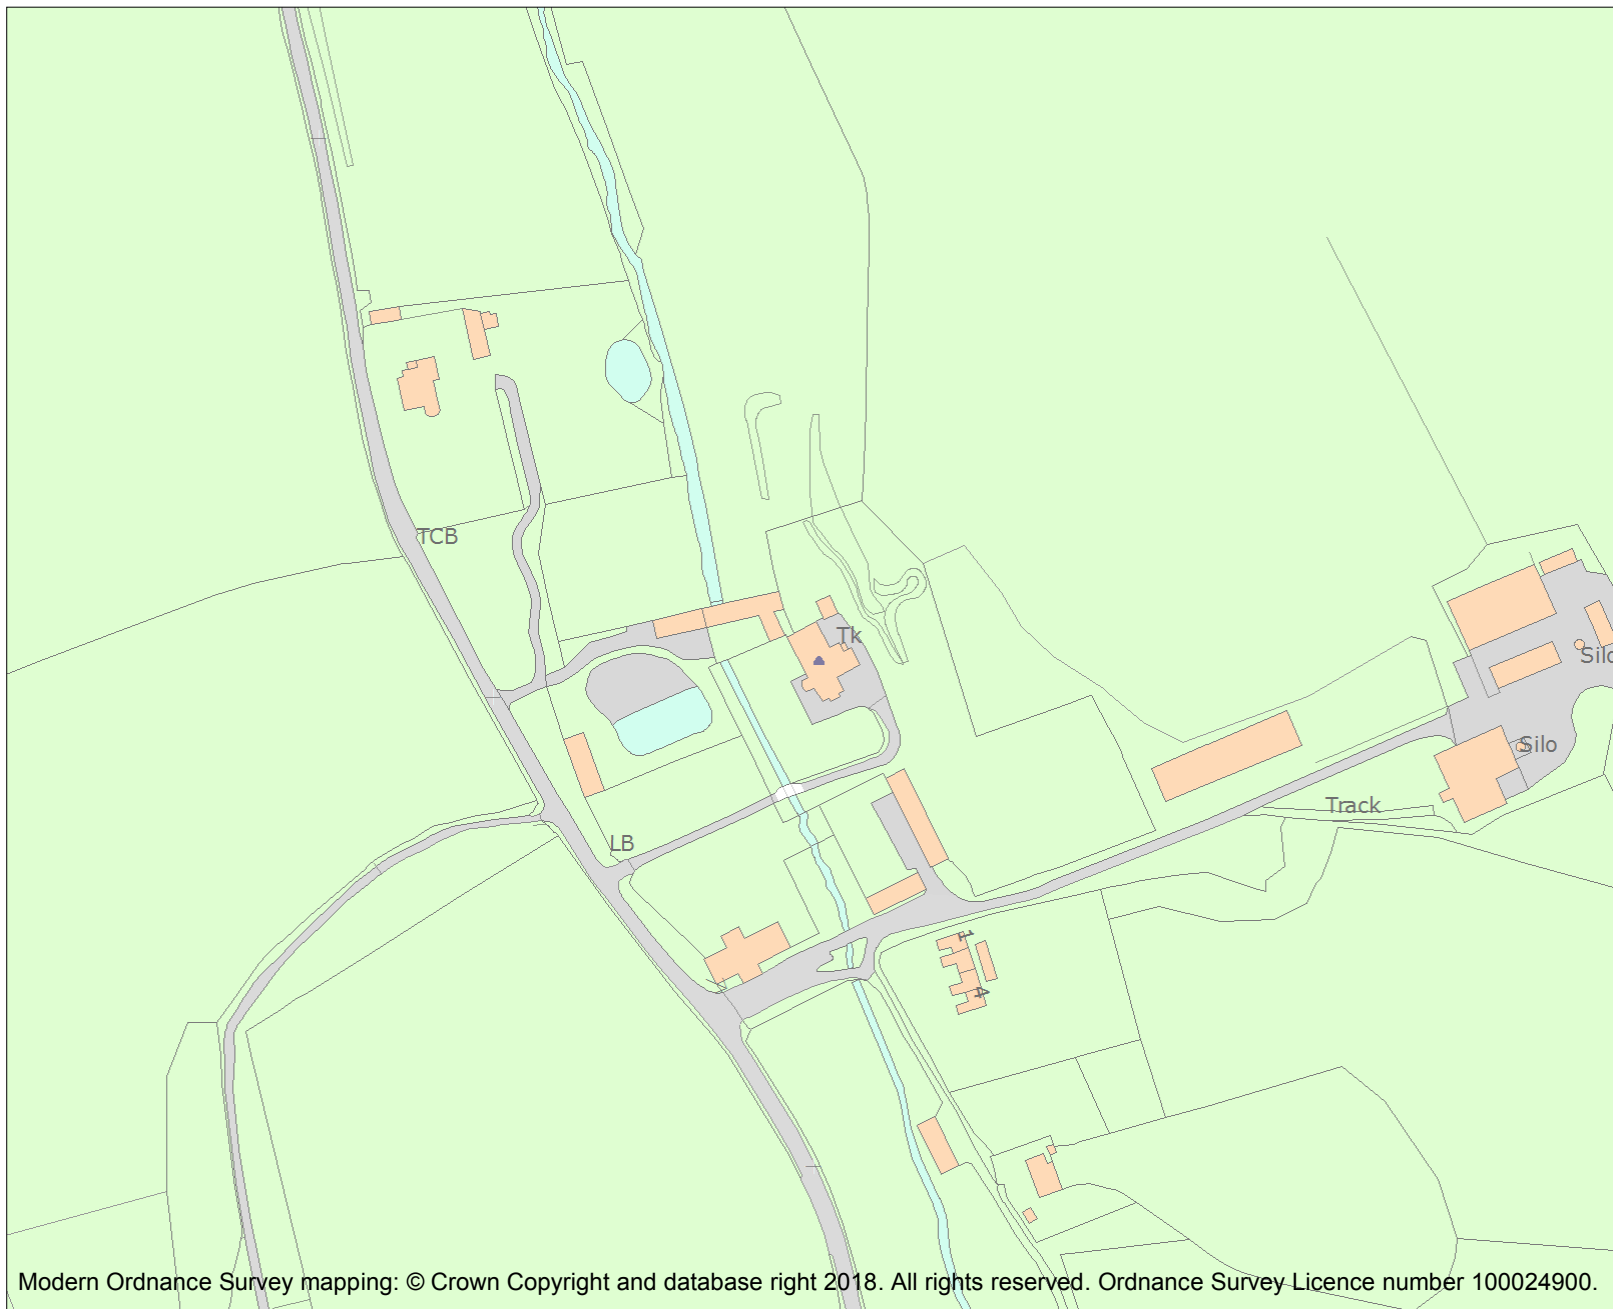 TCB
Tk
Silo
Silo
Track
LB
1
4
Modern Ordnance Survey mapping: © Crown Copyright and database right 2018. All rights reserved. Ordnance Survey Licence number 100024900.